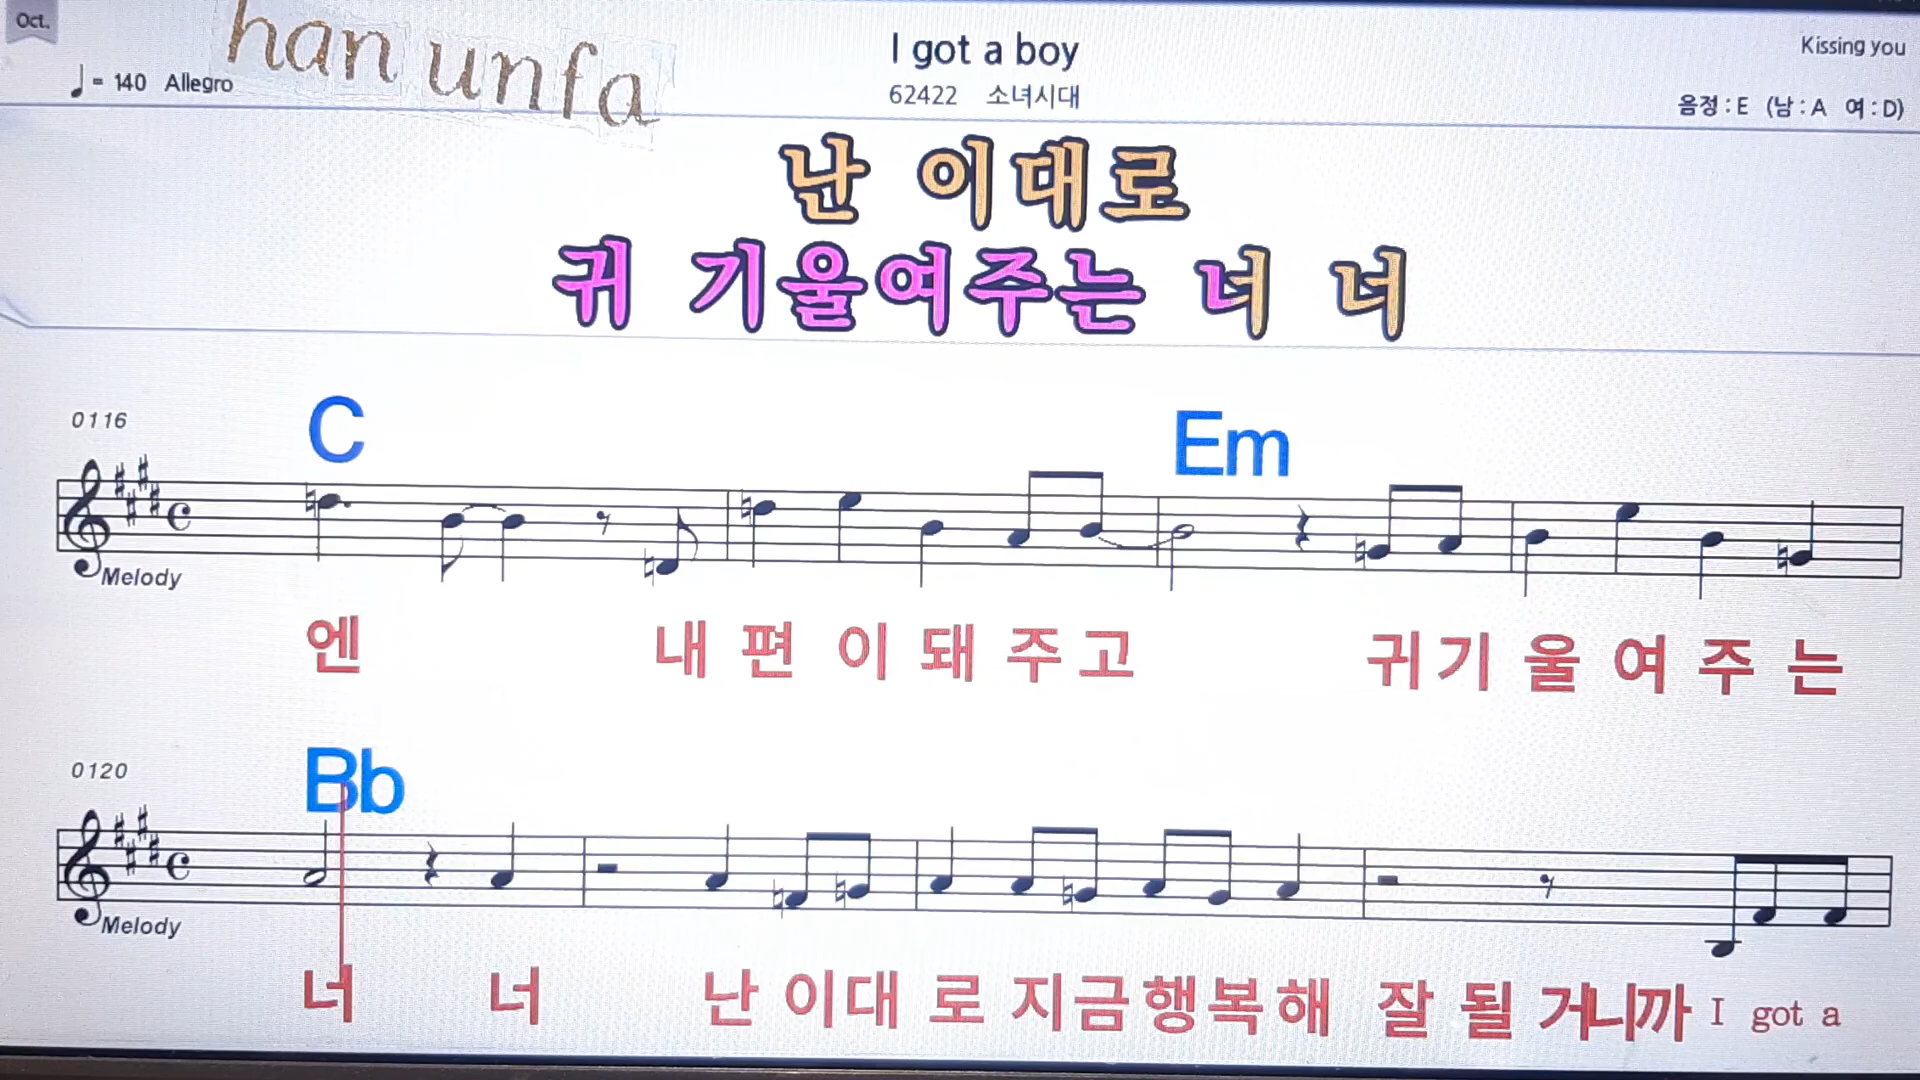 Oct.
han unfa
I got a boy
Kissing you
♩= 140 Allegro
62422 소녀시대
음정 : E (남 : A 여 : D)
난 이대로
귀 기울여주는 너 너
0116
C Em
Melody
엔 내 편 이 돼 주 고 귀 기 울 여 주 는
0120
Bb
Melody
너 너 난 이 대 로 지 금 행 복 해 잘 될 거니까 I got a